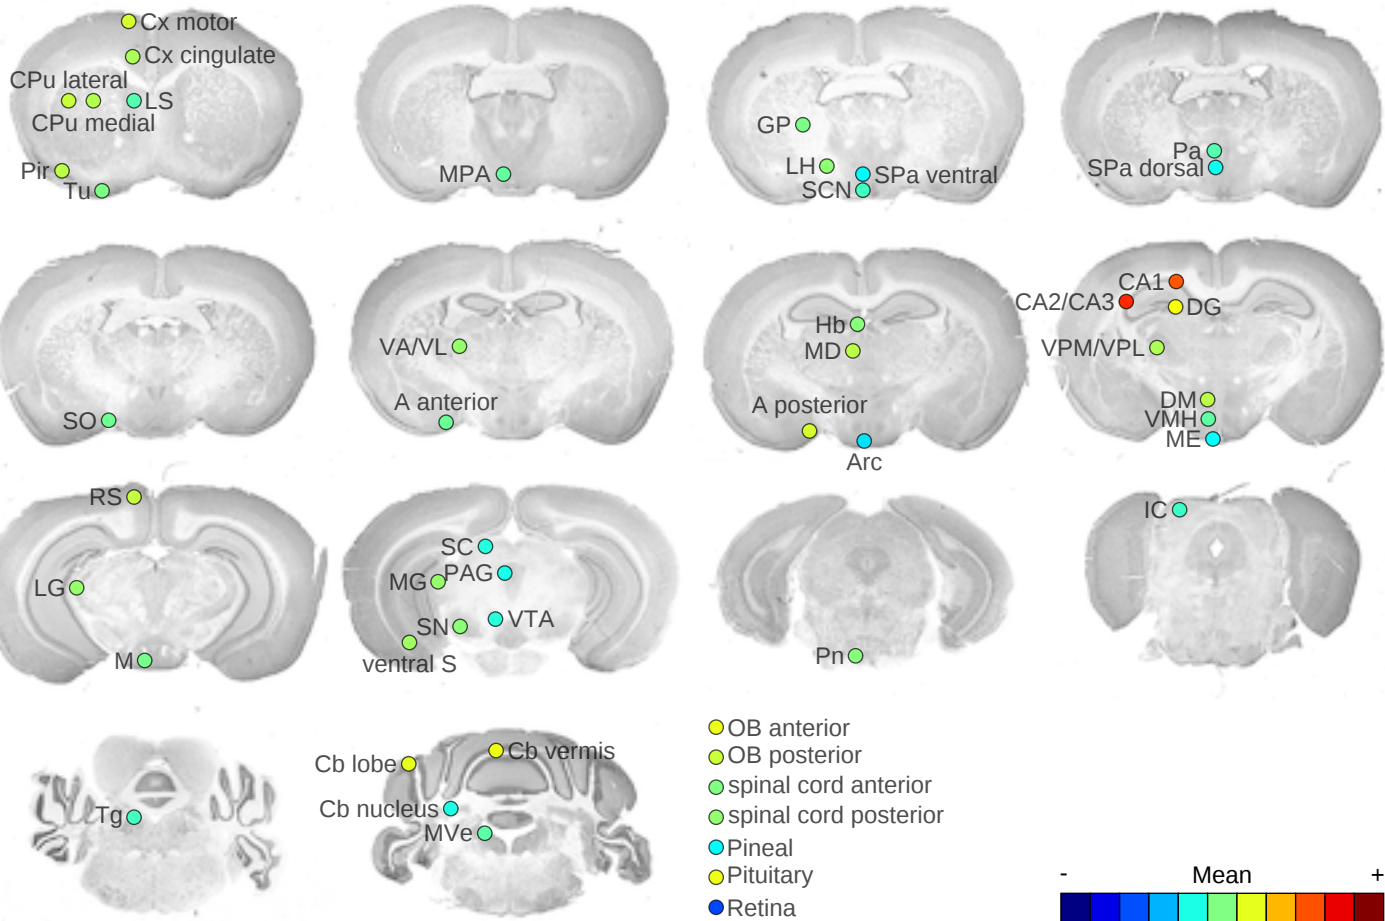 Cx motor
Cx cingulate
CPu lateral
LS
CPu medial
Pir
Tu
MPA
GP
LH
SPa ventral
SCN
Pa
SPa dorsal
SO
VA/VL
A anterior
Hb
MD
A posterior
Arc
CA1
CA2/CA3
DG
VPM/VPL
DM
VMH
ME
RS
LG
M
SC
PAG
MG
VTA
SN
ventral S
Pn
IC
Tg
Cb lobe
Cb vermis
Cb nucleus
MVe
OB anterior
OB posterior
spinal cord anterior
spinal cord posterior
Pineal
Pituitary
Retina
- Mean +